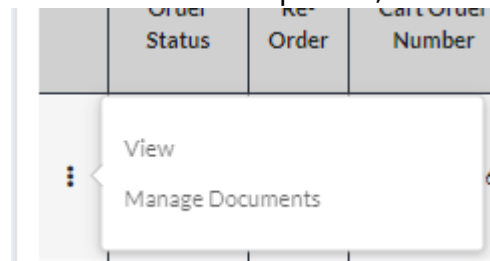 Order Re- Cart Order
Status Order Number
View
Manage Documents